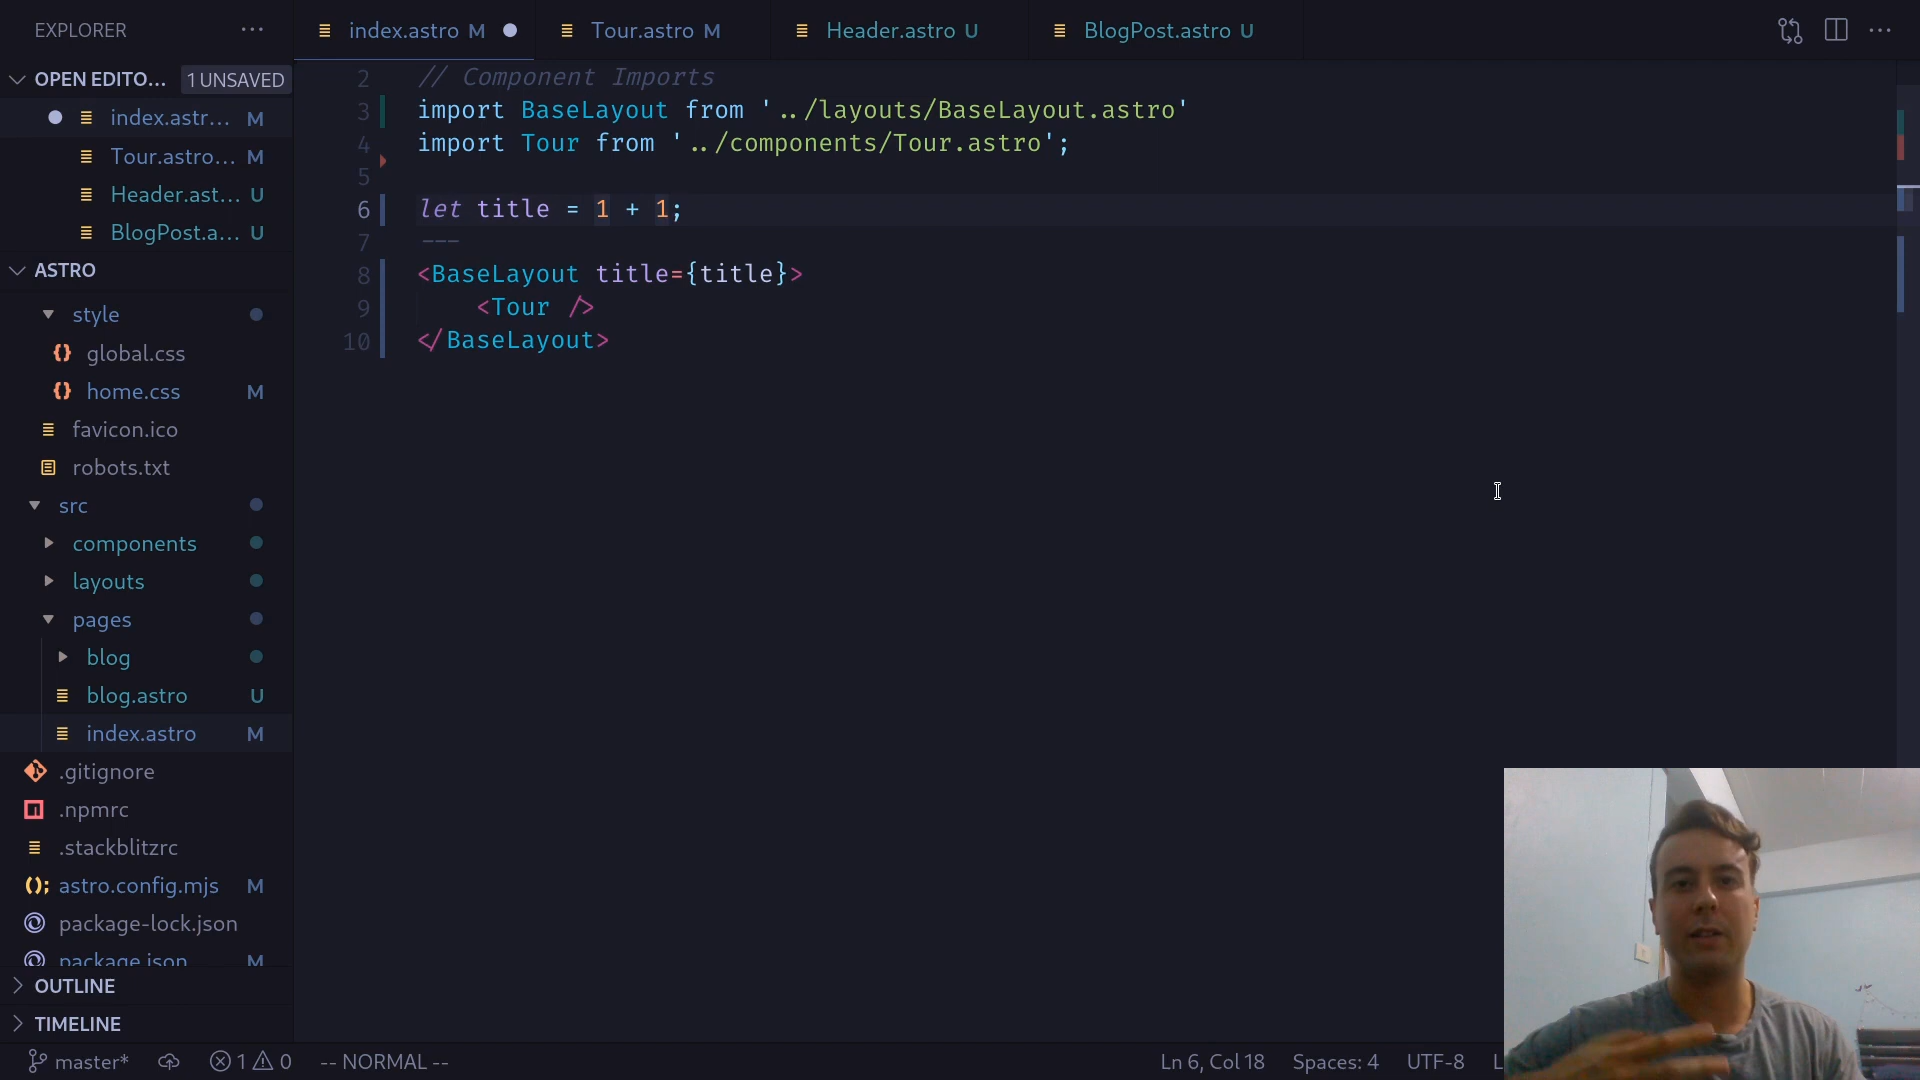 EXPLORER
index.astro M
Tour.astro M
Header.astro U
BlogPost.astro U
OPEN EDITO... 1 UNSAVED
index.astr... M
Tour.astro... M
Header.ast... U
BlogPost.a... U
ASTRO
style
global.css
home.css M
favicon.ico
robots.txt
src
components
layouts
pages
blog
blog.astro U
index.astro M
.gitignore
.npmrc
.stackblitzrc
astro.config.mjs M
package-lock.json
package.json M
OUTLINE
TIMELINE
2 // Component Imports
3 import BaseLayout from '../layouts/BaseLayout.astro'
4 import Tour from '../components/Tour.astro';
5
6 let title = 1 + 1;
7 ---
8 <BaseLayout title={title}>
9 <Tour />
10 </BaseLayout>
master* 1 0 -- NORMAL -- Ln 6, Col 18 Spaces: 4 UTF-8 L